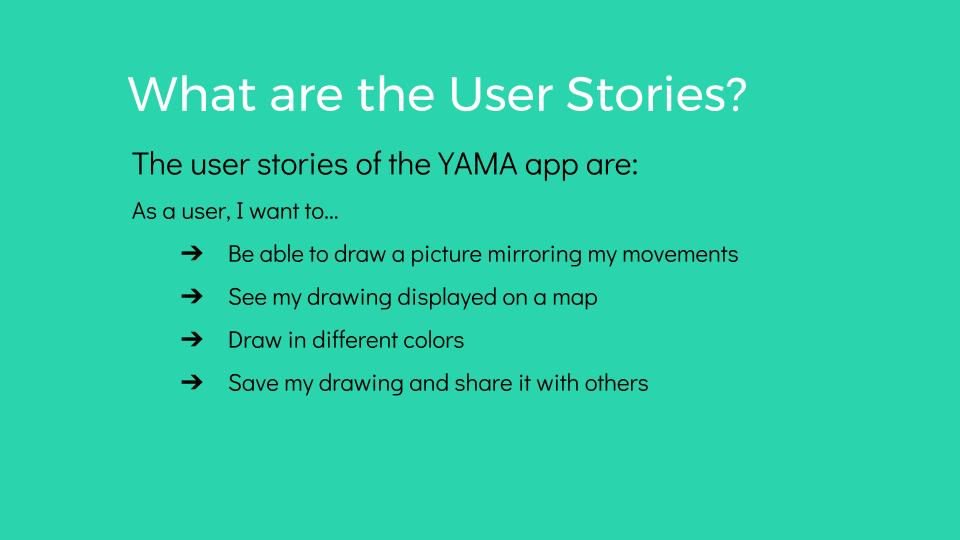 What are the User Stories?
The user stories of the YAMA app are:
As a user, I want to...
➔ Be able to draw a picture mirroring my movements
➔ See my drawing displayed on a map
➔ Draw in different colors
➔ Save my drawing and share it with others